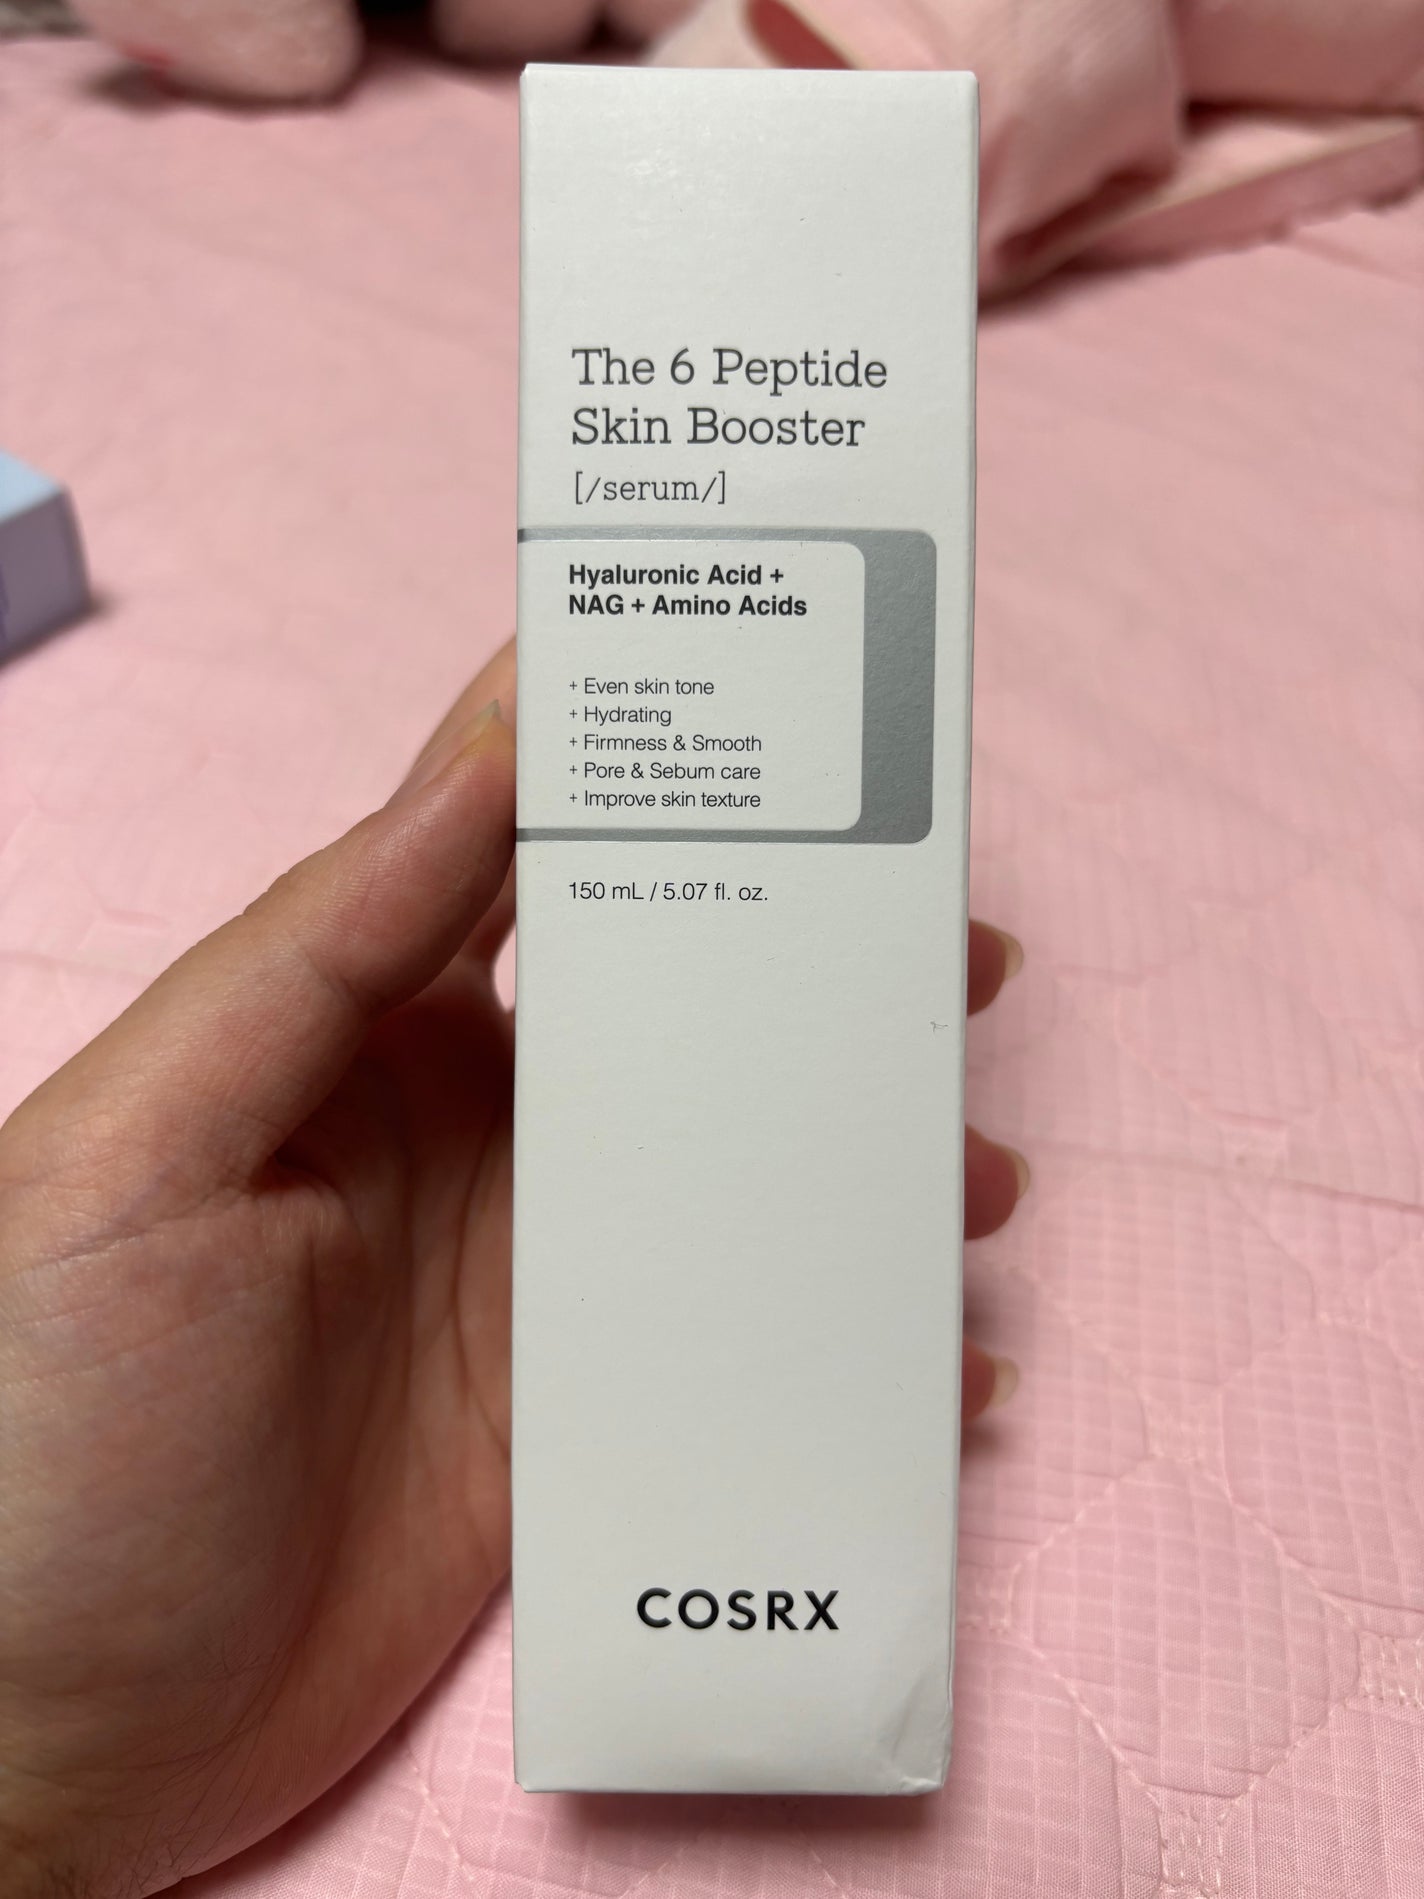 The 6 Peptide
Skin Booster
[/serum/]
Hyaluronic Acid +
NAG + Amino Acids
+ Even skin tone
+ Hydrating
+ Firmness & Smooth
+ Pore & Sebum care
+ Improve skin texture
150 mL / 5.07 fl. oz.
COSRX